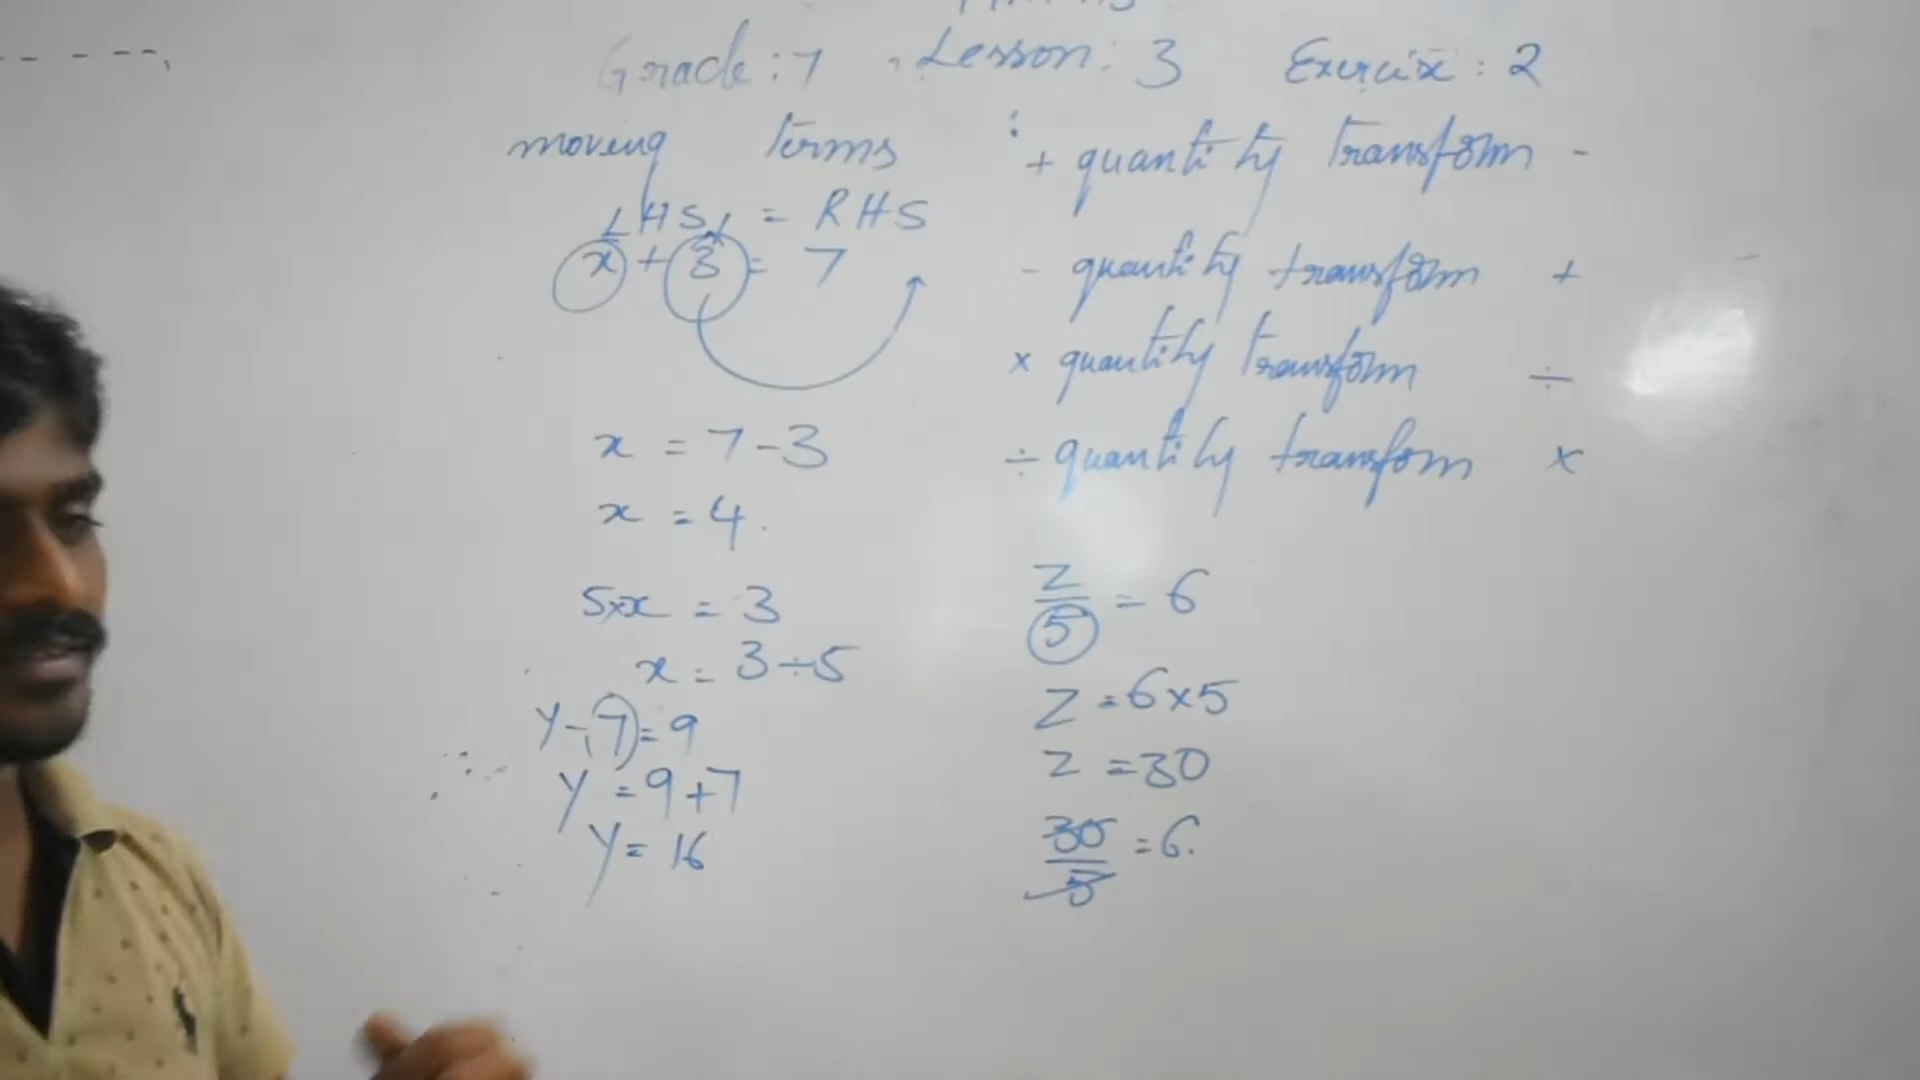 Grade : 7 Lesson : 3 Exercise : 2
moving terms :
LHS = RHS
x + 3 = 7
x = 7 - 3
x = 4.
5xx = 3
x = 3 ÷ 5
y - 7 = 9
y = 9 + 7
y = 16
+ quantity transform -
- quantity transform +
× quantity transform ÷
÷ quantity transform ×
z/5 = 6
z = 6 × 5
z = 30
30/5 = 6.